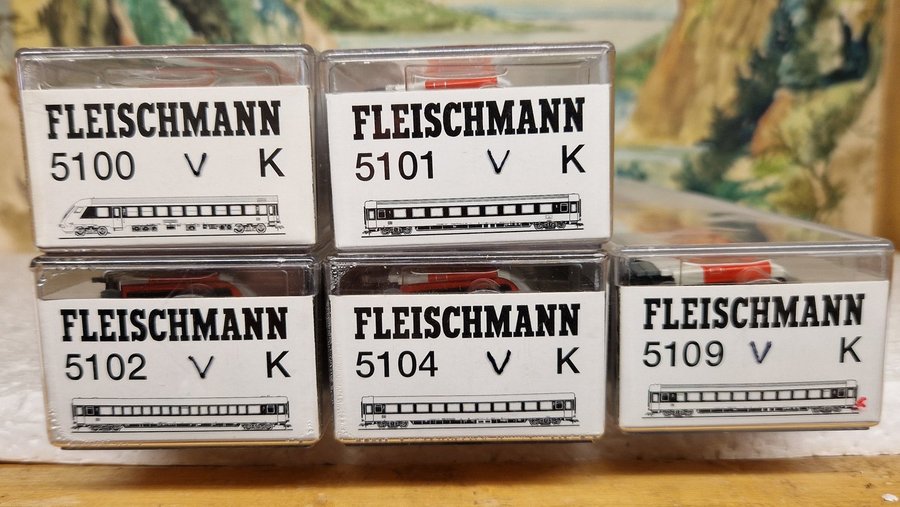 FLEISCHMANN
5100 V K
FLEISCHMANN
5101 V K
FLEISCHMANN
5102 V K
FLEISCHMANN
5104 V K
FLEISCHMANN
5109 V K